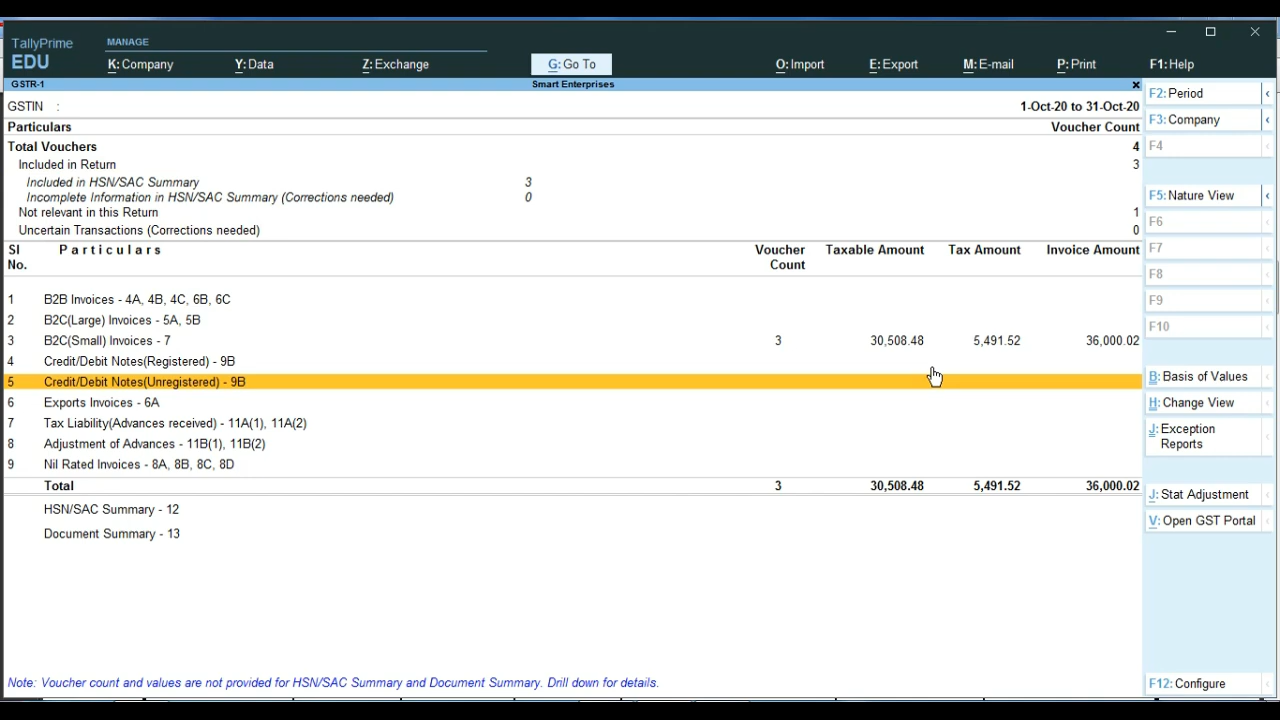 TallyPrime
EDU
MANAGE
K: Company Y: Data Z: Exchange G: Go To O: Import E: Export M: E-mail P: Print F1: Help
GSTR-1 Smart Enterprises x
GSTIN : 1-Oct-20 to 31-Oct-20
Particulars Voucher Count
Total Vouchers 4
Included in Return 3
Included in HSN/SAC Summary 3
Incomplete Information in HSN/SAC Summary (Corrections needed) 0
Not relevant in this Return 1
Uncertain Transactions (Corrections needed) 0
Sl No. Particulars Voucher Count Taxable Amount Tax Amount Invoice Amount
1 B2B Invoices - 4A, 4B, 4C, 6B, 6C
2 B2C(Large) Invoices - 5A, 5B
3 B2C(Small) Invoices - 7 3 30,508.48 5,491.52 36,000.02
4 Credit/Debit Notes(Registered) - 9B
5 Credit/Debit Notes(Unregistered) - 9B
6 Exports Invoices - 6A
7 Tax Liability(Advances received) - 11A(1), 11A(2)
8 Adjustment of Advances - 11B(1), 11B(2)
9 Nil Rated Invoices - 8A, 8B, 8C, 8D
Total 3 30,508.48 5,491.52 36,000.02
HSN/SAC Summary - 12
Document Summary - 13
Note: Voucher count and values are not provided for HSN/SAC Summary and Document Summary. Drill down for details.
F2: Period
F3: Company
F4
F5: Nature View
F6
F7
F8
F9
F10
B: Basis of Values
H: Change View
J: Exception
Reports
J: Stat Adjustment
V: Open GST Portal
F12: Configure